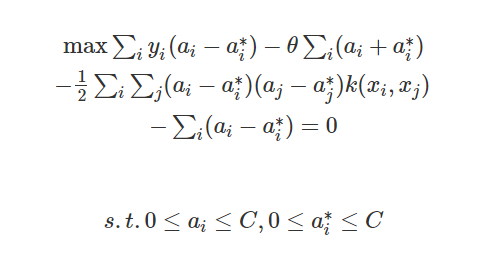 max ∑ᵢ yᵢ(aᵢ − aᵢ*) − θ ∑ᵢ(aᵢ + aᵢ*)
−½ ∑ᵢ ∑ⱼ(aᵢ − aᵢ*)(aⱼ − aⱼ*)k(xᵢ, xⱼ)
− ∑ᵢ(aᵢ − aᵢ*) = 0
s.t.0 ≤ aᵢ ≤ C, 0 ≤ aᵢ* ≤ C